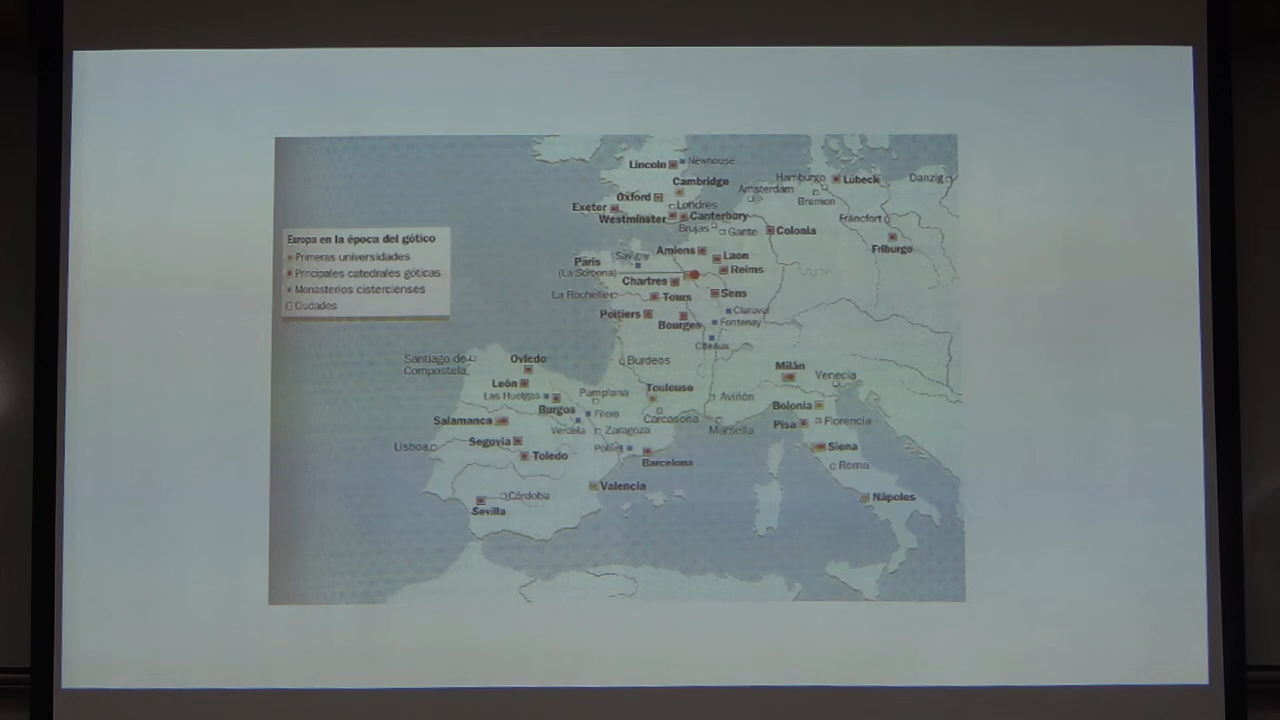 Europa en la época del gótico
Primeras universidades
Principales catedrales góticas
Monasterios cistercienses
Ciudades
Lincoln
Newhouse
Cambridge
Oxford
Londres
Exeter
Westminster
Canterbury
Brujas
Gante
Amsterdam
Hamburgo
Lübeck
Bremen
Danzig
Francfort
Colonia
Friburgo
Amiens
Laon
Savigny
París
(La Sorbona)
Reims
Chartres
La Rochelle
Tours
Sens
Poitiers
Bourges
Claraval
Fontenay
Citeaux
Santiago de
Compostela
Oviedo
Burdeos
León
Las Huelgas
Pamplona
Toulouse
Aviñón
Milán
Venecia
Burgos
Fitero
Carcasona
Marsella
Bolonia
Salamanca
Veruela
Zaragoza
Pisa
Florencia
Lisboa
Segovia
Toledo
Poblet
Barcelona
Siena
Roma
Valencia
Córdoba
Sevilla
Nápoles